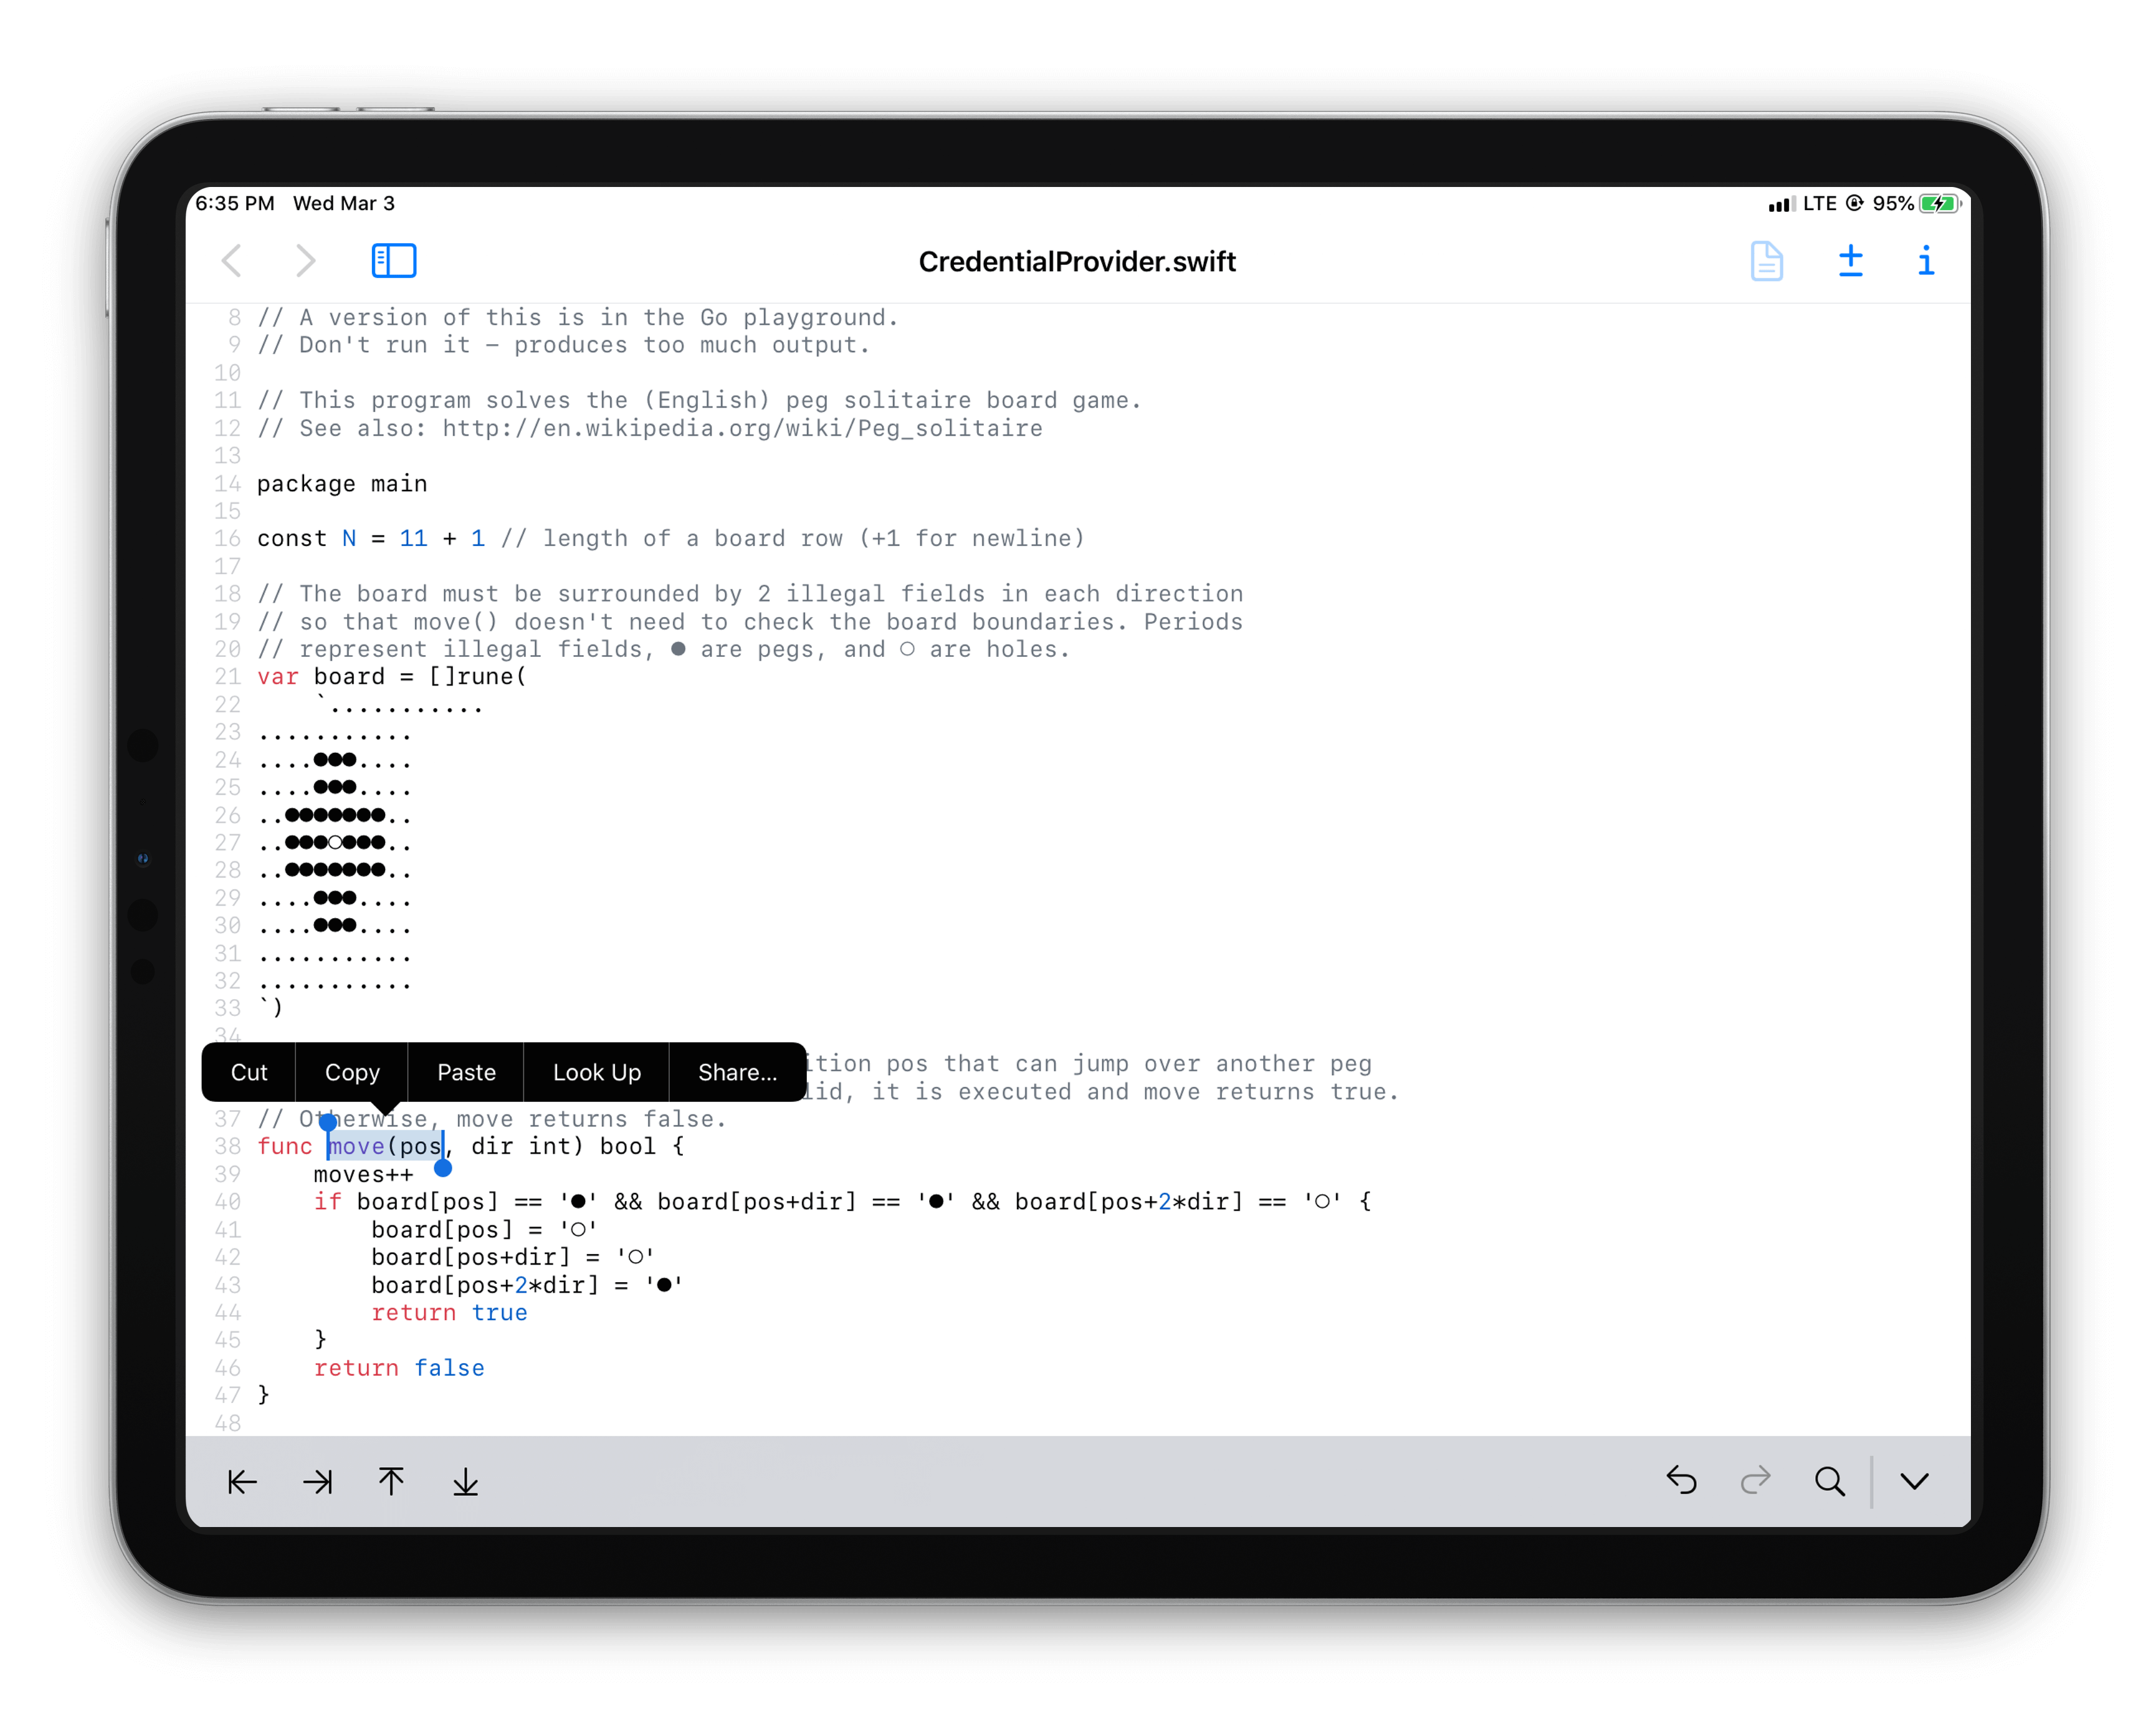 6:35 PM Wed Mar 3 LTE 95%
CredentialProvider.swift
8 // A version of this is in the Go playground.
9 // Don't run it – produces too much output.
10
11 // This program solves the (English) peg solitaire board game.
12 // See also: http://en.wikipedia.org/wiki/Peg_solitaire
13
14 package main
15
16 const N = 11 + 1 // length of a board row (+1 for newline)
17
18 // The board must be surrounded by 2 illegal fields in each direction
19 // so that move() doesn't need to check the board boundaries. Periods
20 // represent illegal fields, ● are pegs, and ○ are holes.
21 var board = []rune(
22     `...........
23 ...........
24 ....●●●....
25 ....●●●....
26 ..●●●●●●●..
27 ..●●●○●●●..
28 ..●●●●●●●..
29 ....●●●....
30 ....●●●....
31 ...........
32 ...........
33 `)
34
Cut Copy Paste Look Up Share...
ition pos that can jump over another peg
lid, it is executed and move returns true.
37 // Otherwise, move returns false.
38 func move(pos, dir int) bool {
39     moves++
40     if board[pos] == '●' && board[pos+dir] == '●' && board[pos+2*dir] == '○' {
41         board[pos] = '○'
42         board[pos+dir] = '○'
43         board[pos+2*dir] = '●'
44         return true
45     }
46     return false
47 }
48